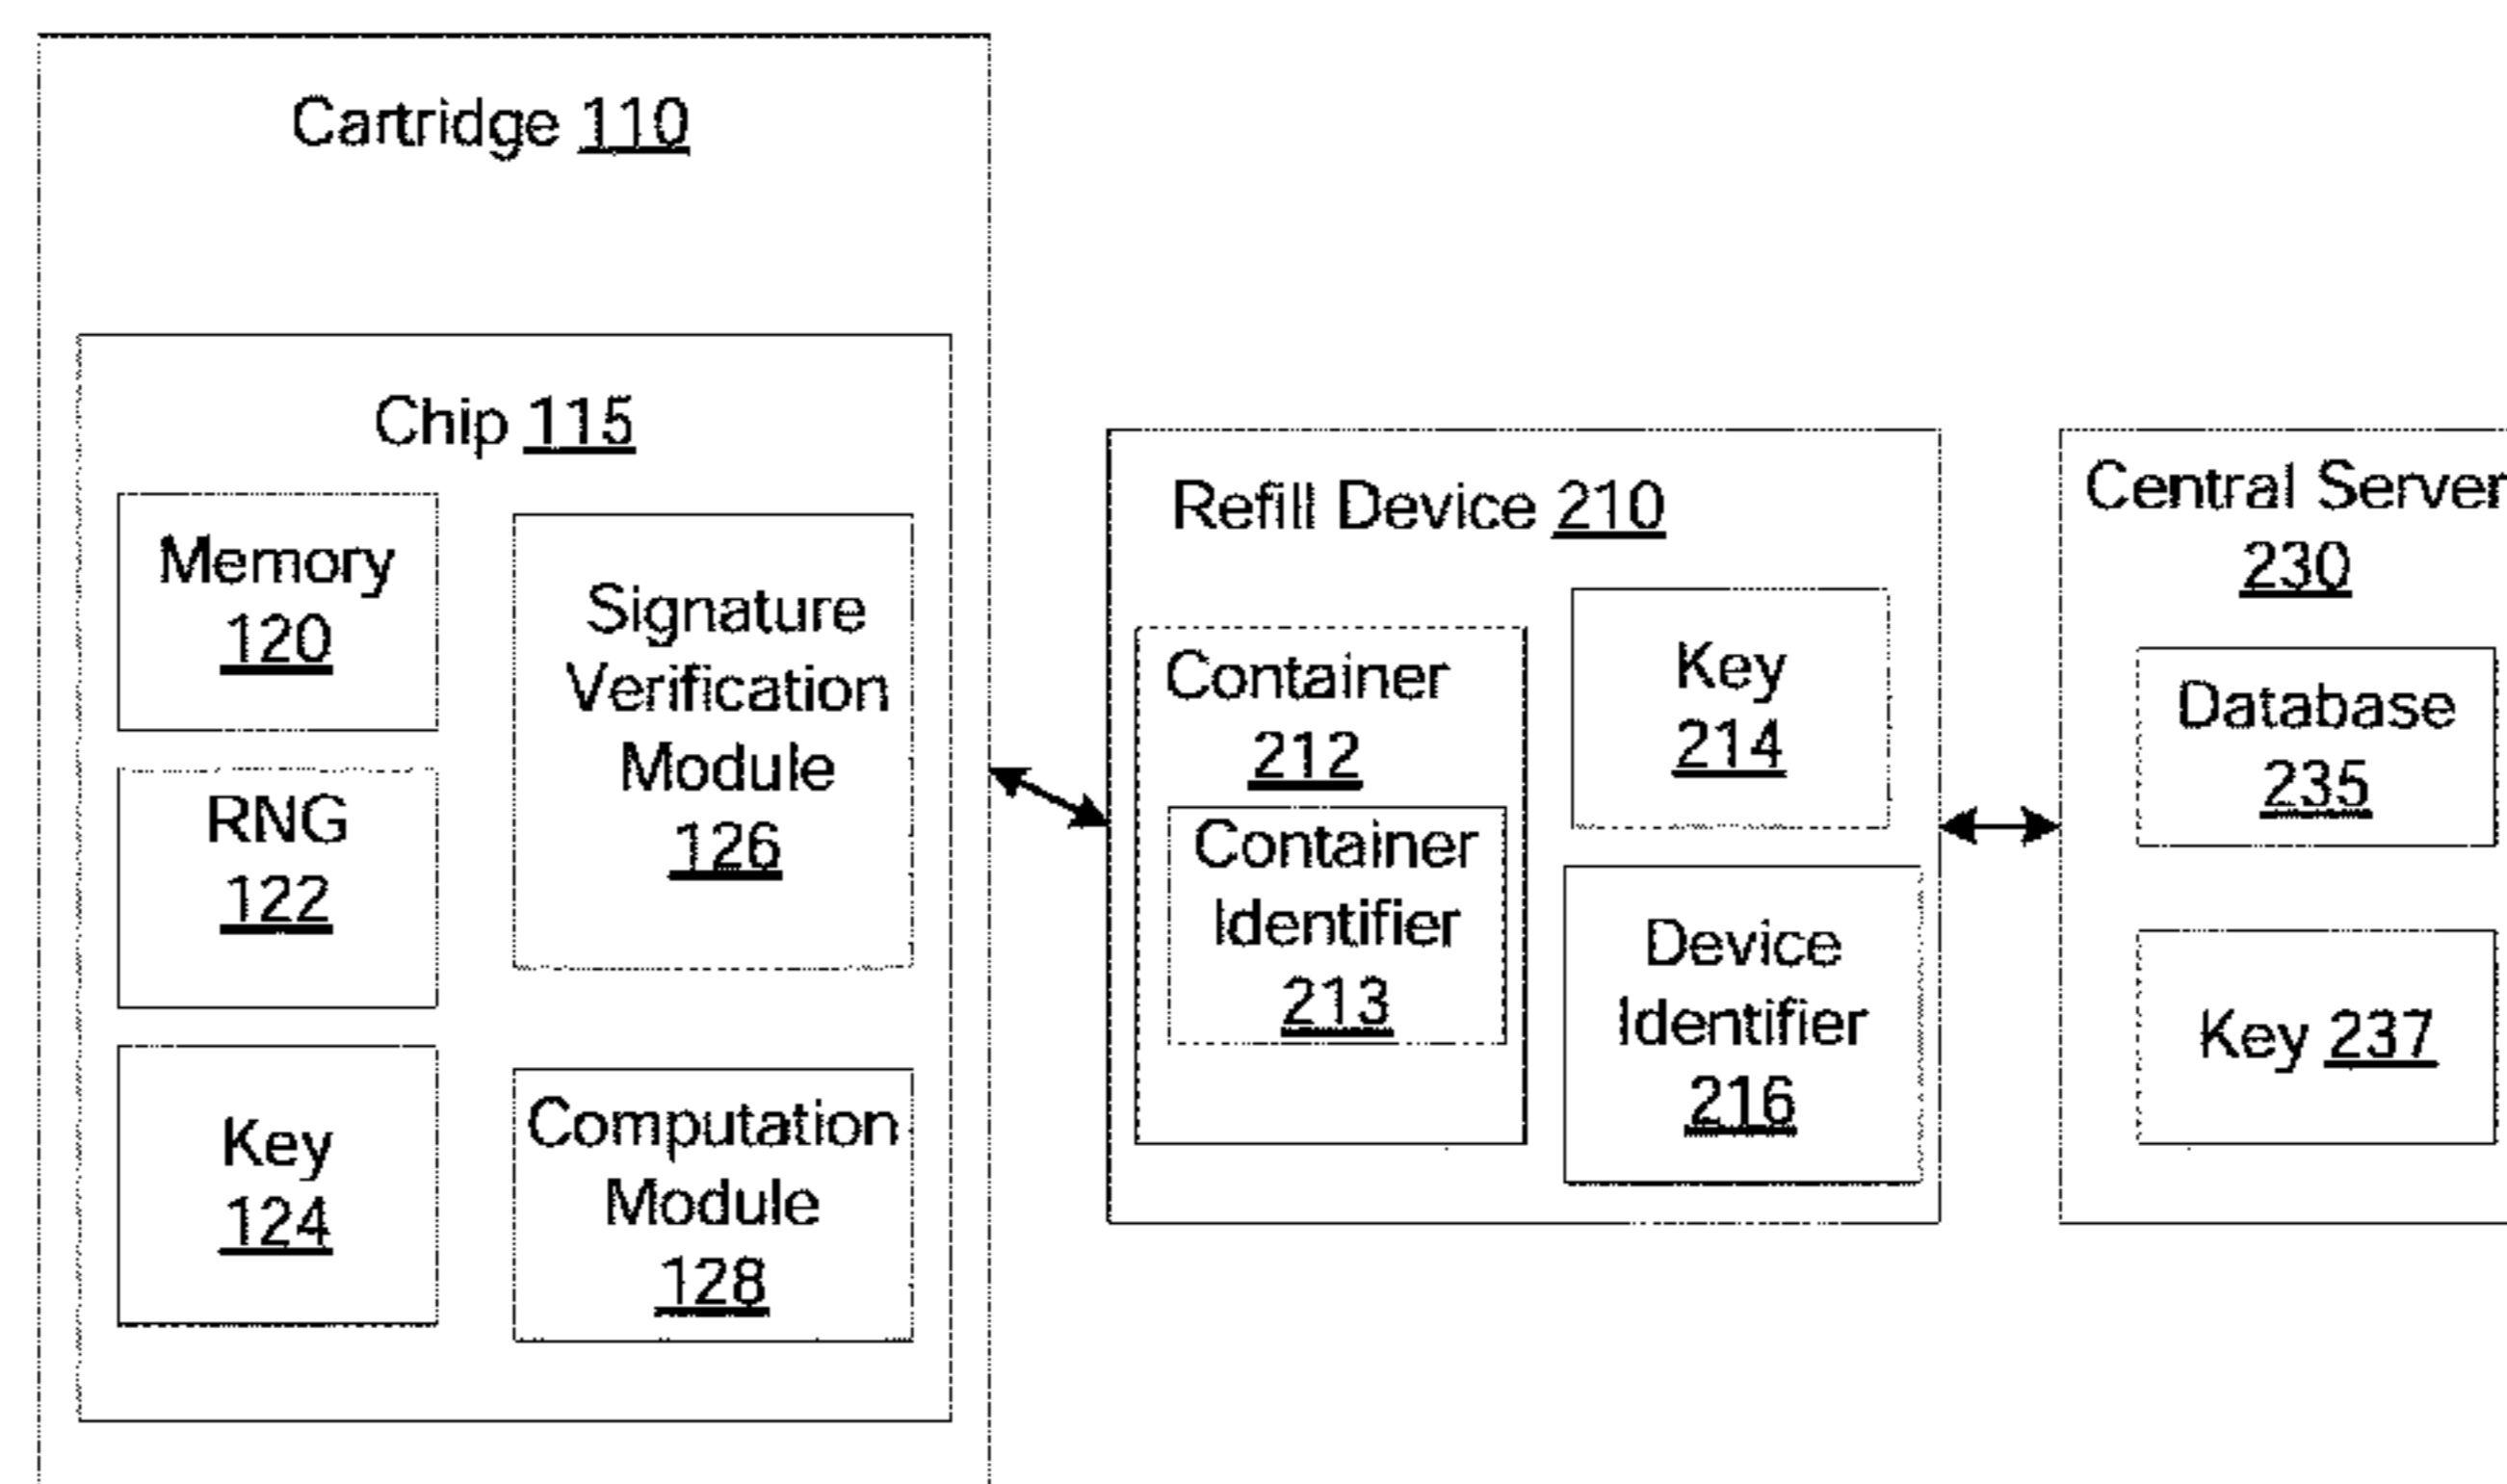 Cartridge 110
Chip 115
Memory
120
RNG
122
Key
124
Signature
Verification
Module
126
Computation
Module
128
Refill Device 210
Container
212
Container
Identifier
213
Key
214
Device
Identifier
216
Central Server
230
Database
235
Key 237